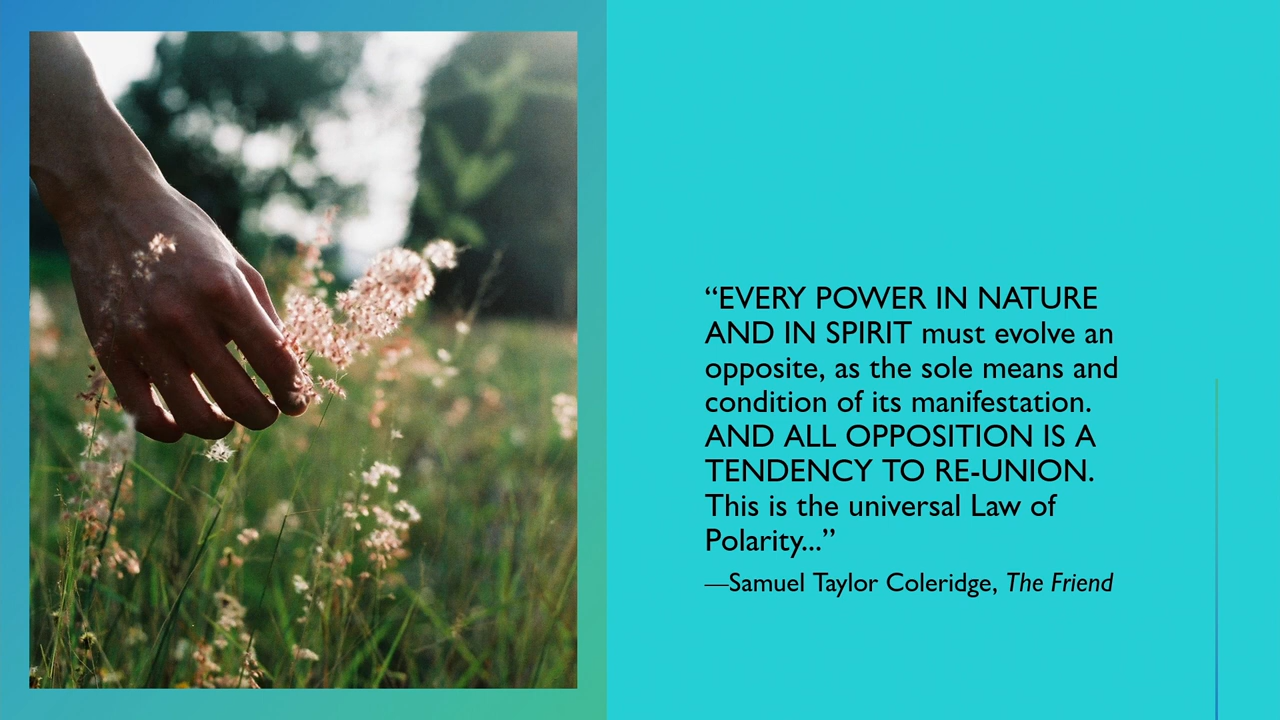 “EVERY POWER IN NATURE
AND IN SPIRIT must evolve an
opposite, as the sole means and
condition of its manifestation.
AND ALL OPPOSITION IS A
TENDENCY TO RE-UNION.
This is the universal Law of
Polarity...”
—Samuel Taylor Coleridge, The Friend